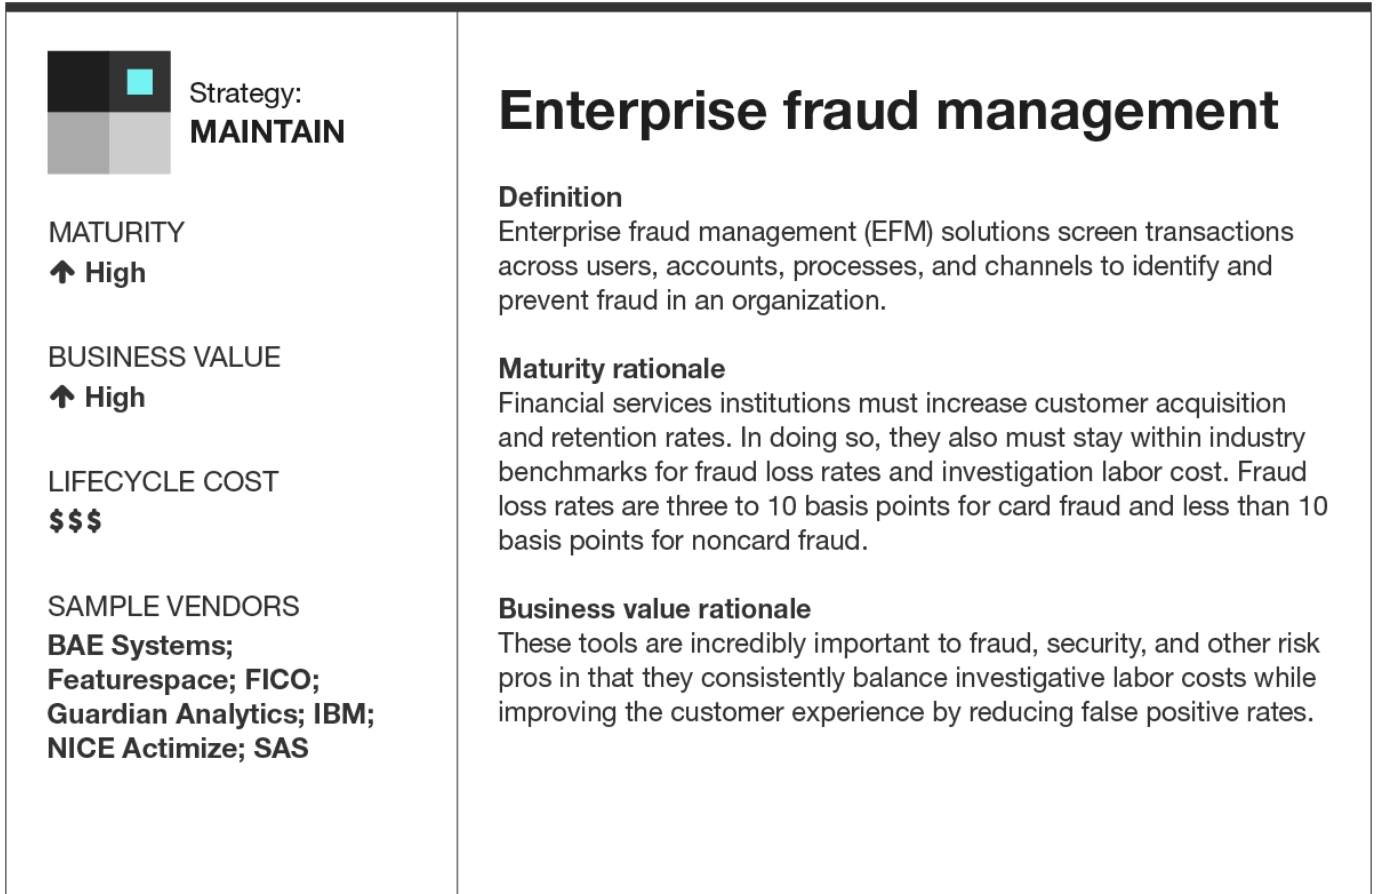 Strategy:
MAINTAIN
MATURITY
↑ High
BUSINESS VALUE
↑ High
LIFECYCLE COST
$$$
SAMPLE VENDORS
BAE Systems;
Featurespace; FICO;
Guardian Analytics; IBM;
NICE Actimize; SAS
Enterprise fraud management
Definition
Enterprise fraud management (EFM) solutions screen transactions
across users, accounts, processes, and channels to identify and
prevent fraud in an organization.
Maturity rationale
Financial services institutions must increase customer acquisition
and retention rates. In doing so, they also must stay within industry
benchmarks for fraud loss rates and investigation labor cost. Fraud
loss rates are three to 10 basis points for card fraud and less than 10
basis points for noncard fraud.
Business value rationale
These tools are incredibly important to fraud, security, and other risk
pros in that they consistently balance investigative labor costs while
improving the customer experience by reducing false positive rates.